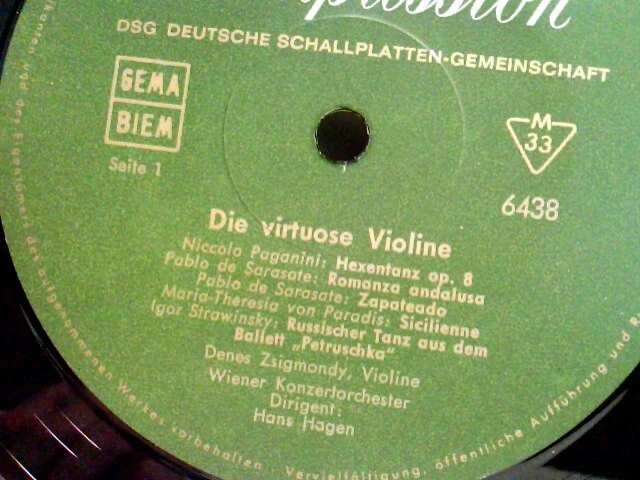 DSG DEUTSCHE SCHALLPLATTEN-GEMEINSCHAFT
GEMA
BIEM
M
33
Seite 1
6438
Die virtuose Violine
Niccolo Paganini: Hexentanz op. 8
Pablo de Sarasate: Romanza andalusa
Pablo de Sarasate: Zapateado
Maria-Theresia von Paradis: Sicilienne
Igor Strawinsky: Russischer Tanz aus dem
Ballett „Petruschka“
Denes Zsigmondy, Violine
Wiener Konzertorchester
Dirigent:
Hans Hagen
des aufgenommenen Werkes vorbehalten · Vervielfältigung, öffentliche Aufführung und